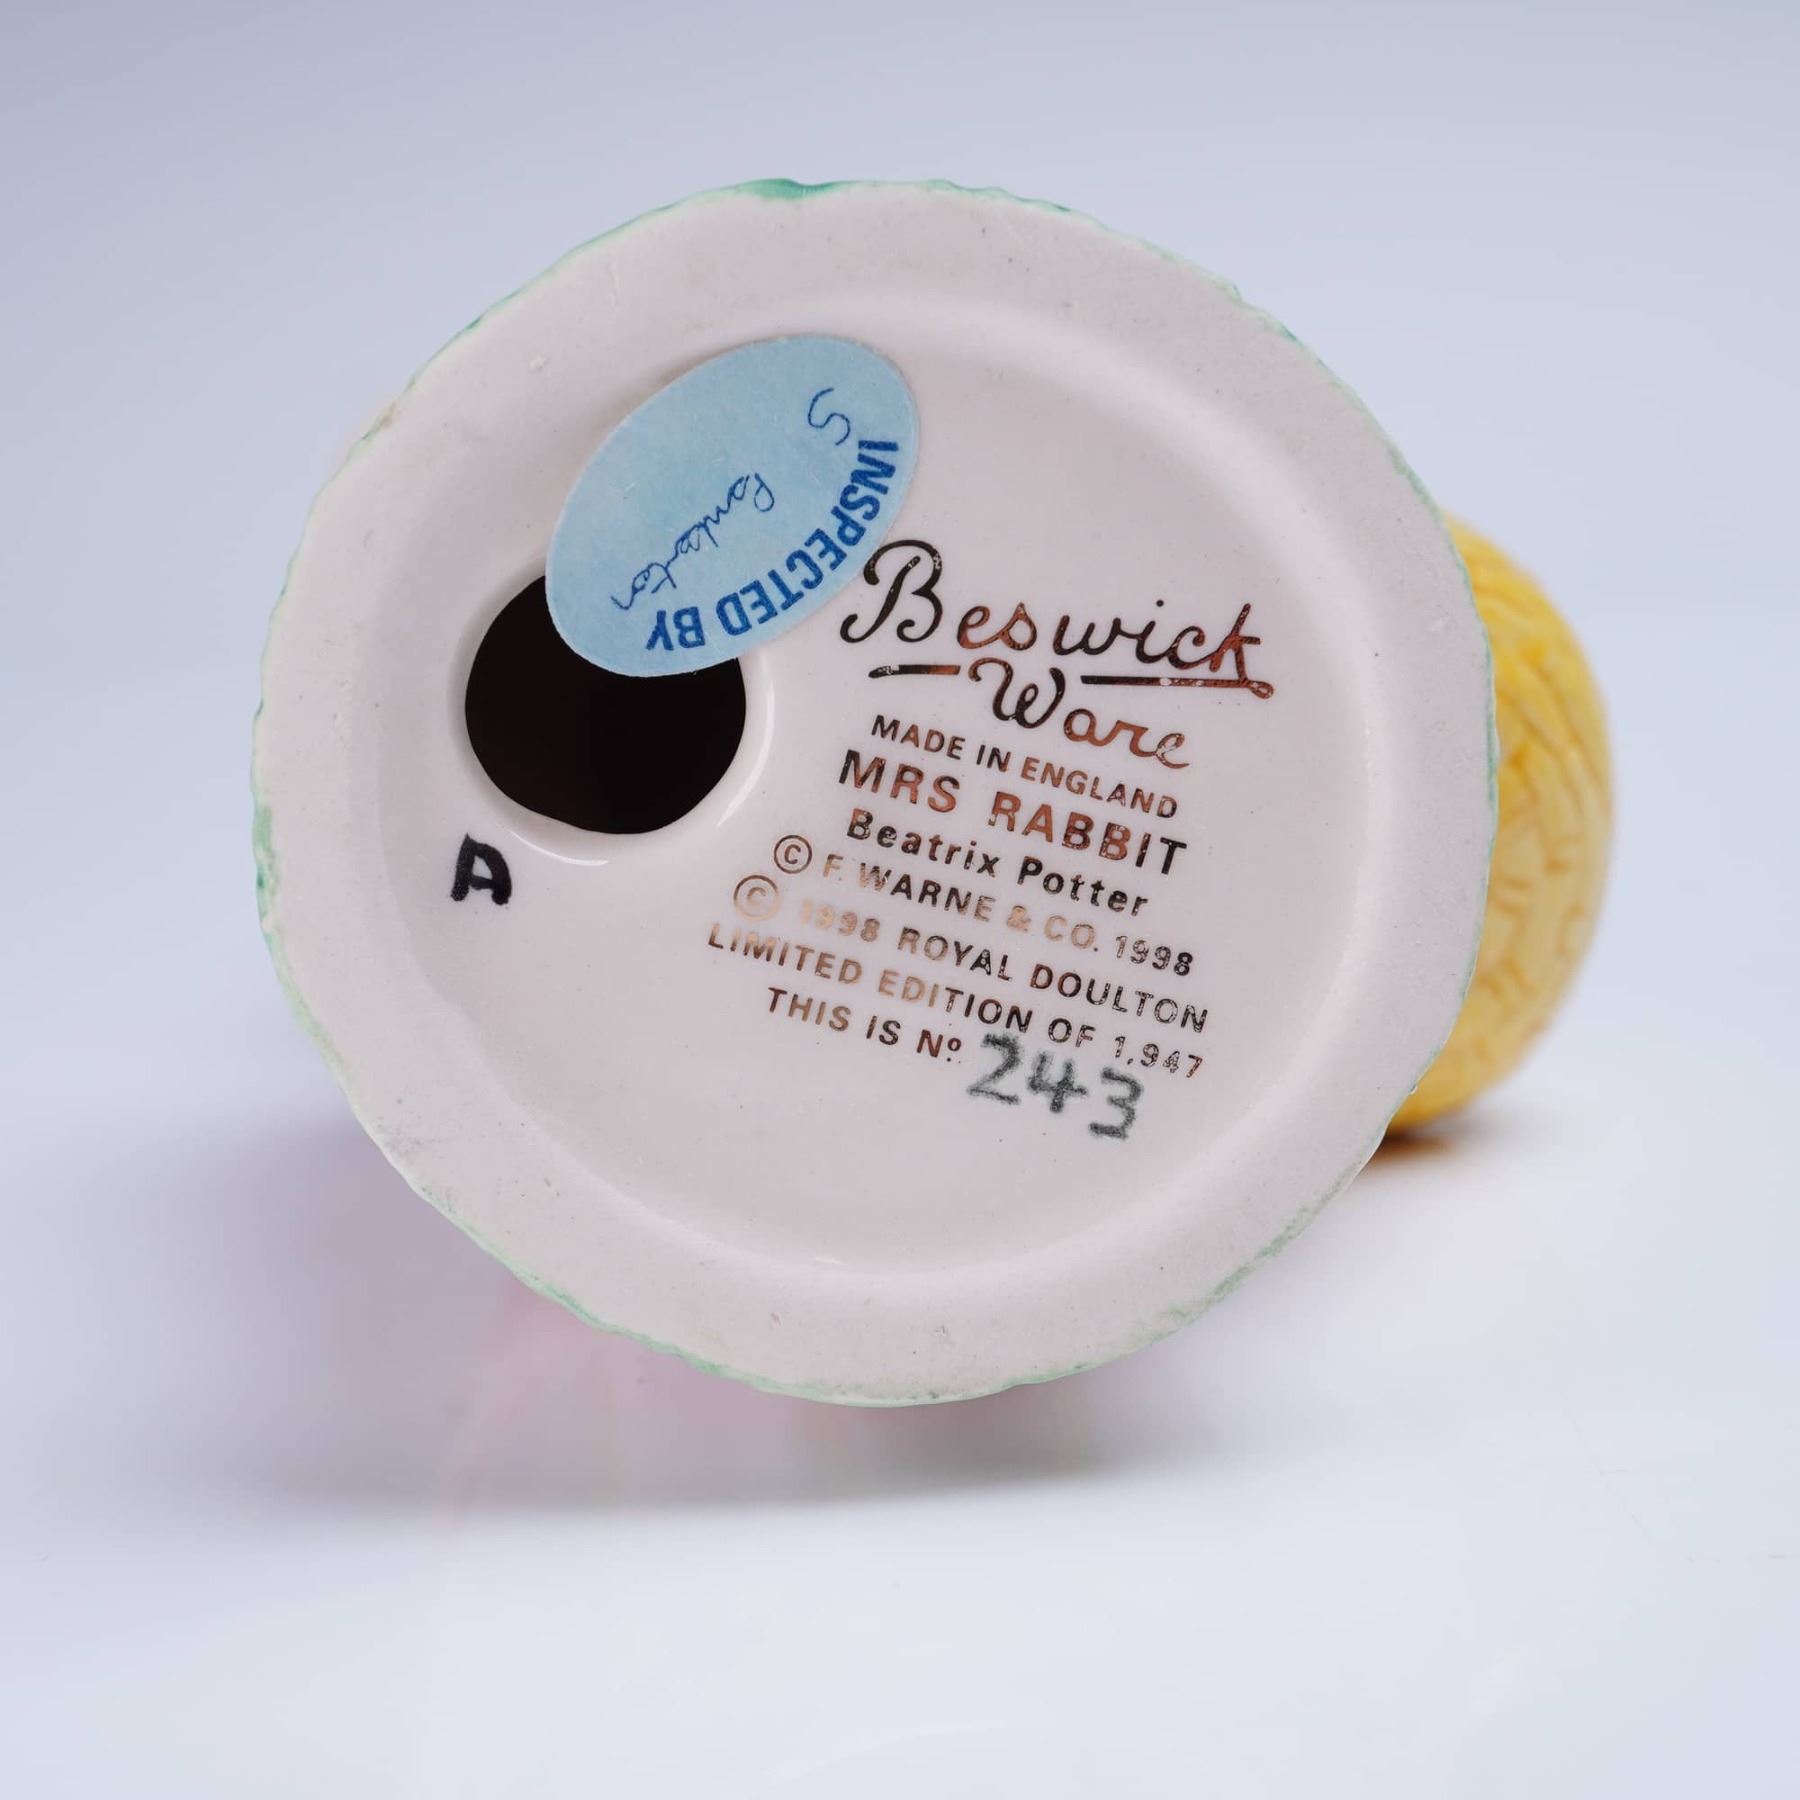 INSPECTED BY
S
Beswick
Ware
MADE IN ENGLAND
MRS RABBIT
Beatrix Potter
© F. WARNE & CO. 1998
© 1998 ROYAL DOULTON
LIMITED EDITION OF 1,947
THIS IS Nº 243
A